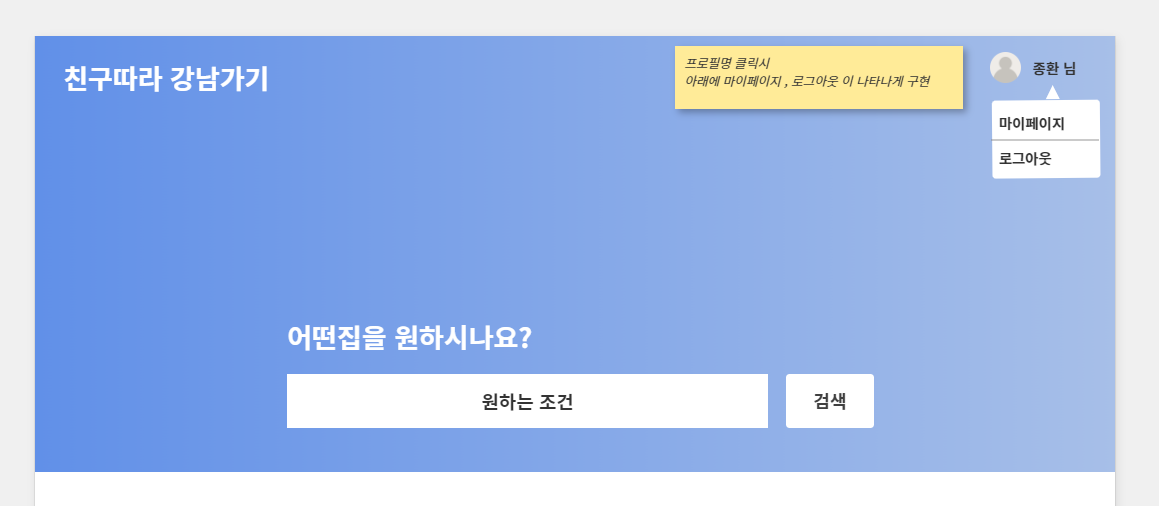 친구따라 강남가기
프로필명 클릭시
아래에 마이페이지 , 로그아웃 이 나타나게 구현
종환 님
마이페이지
로그아웃
어떤집을 원하시나요?
원하는 조건
검색